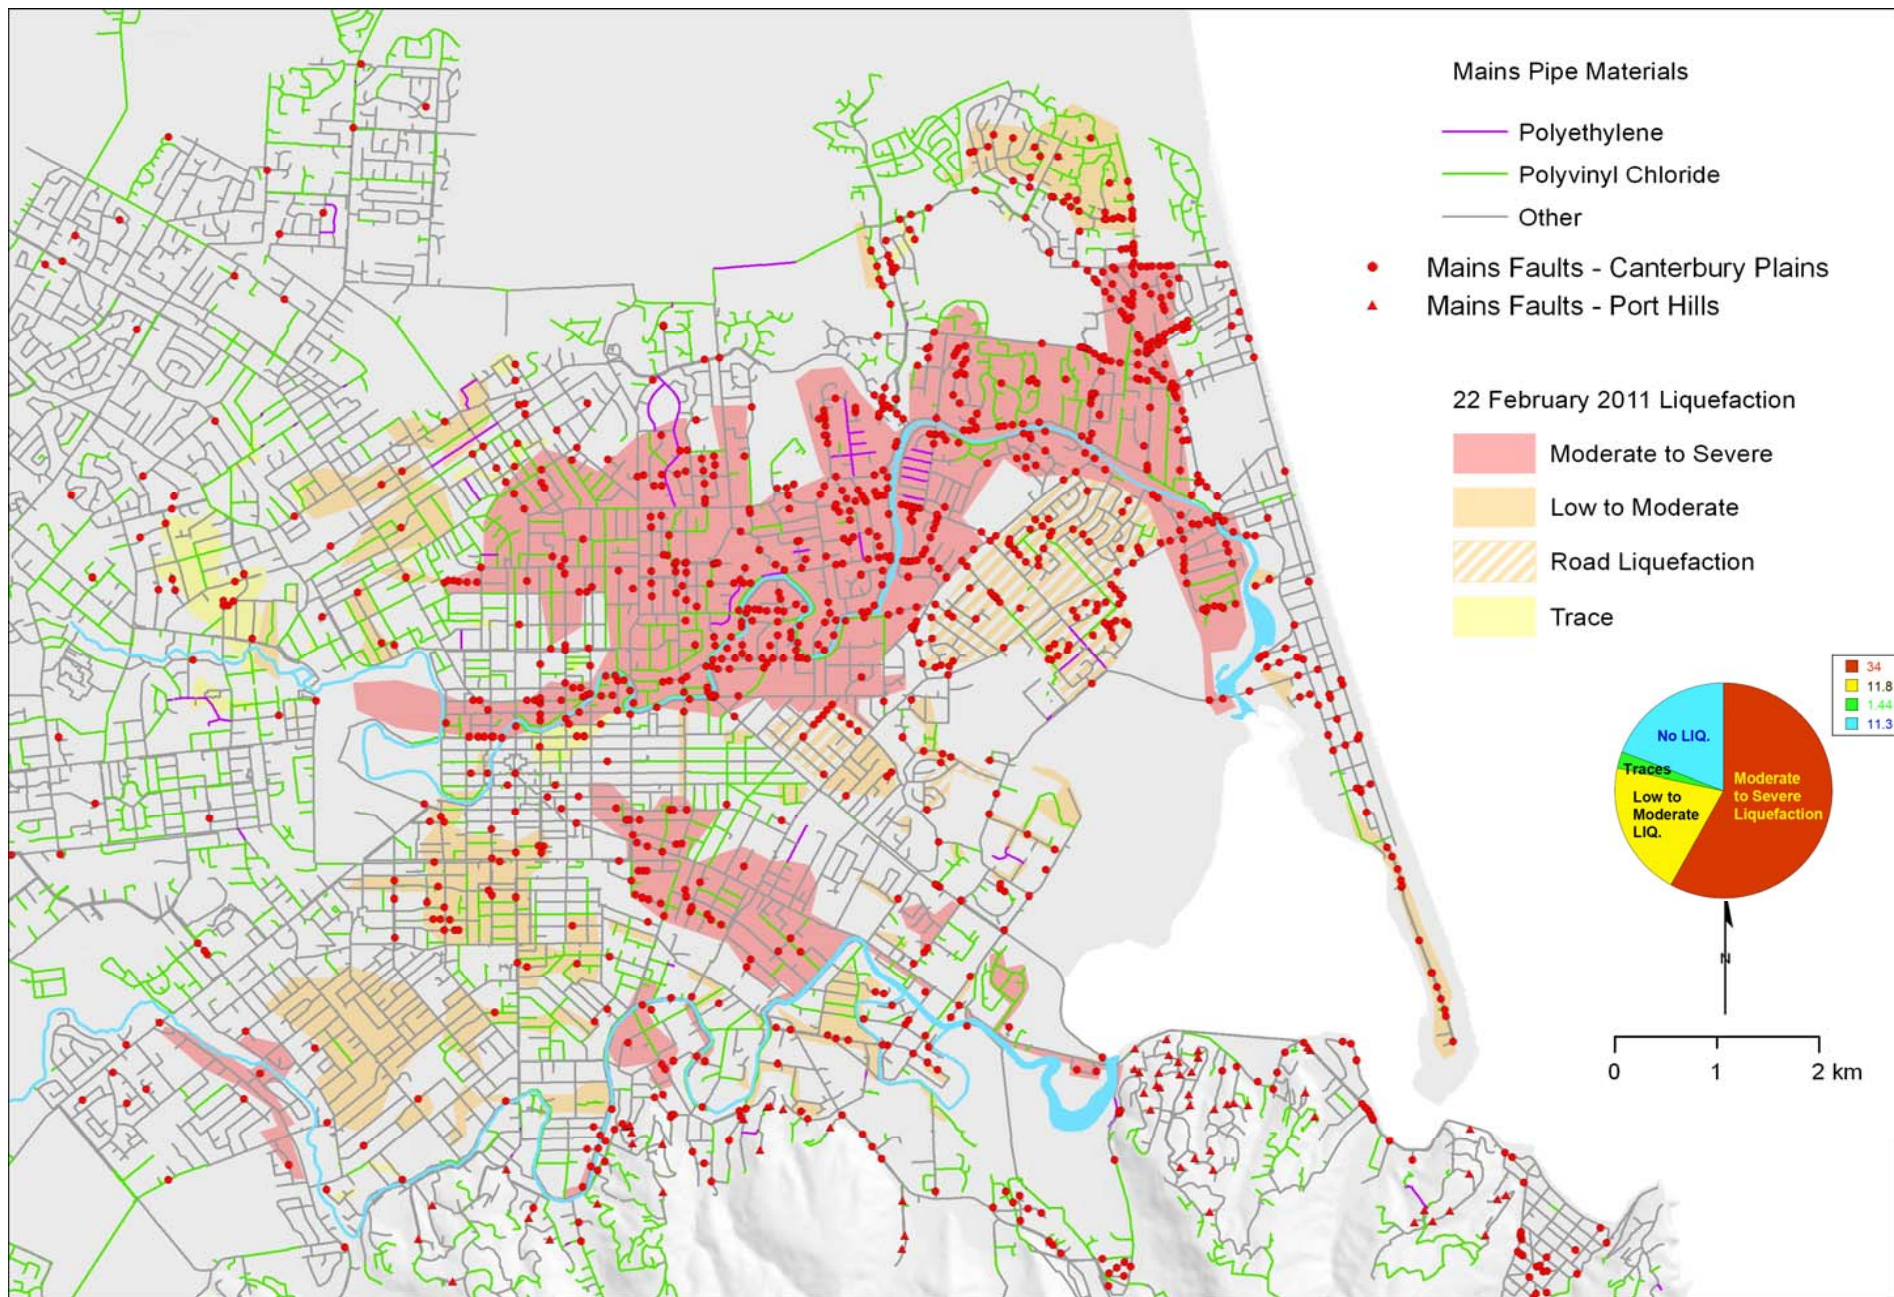 Mains Pipe Materials
Polyethylene
Polyvinyl Chloride
Other
Mains Faults - Canterbury Plains
Mains Faults - Port Hills
22 February 2011 Liquefaction
Moderate to Severe
Low to Moderate
Road Liquefaction
Trace
34
11.8
1.44
11.3
No LIQ.
Traces
Low to
Moderate
LIQ.
Moderate
to Severe
Liquefaction
N
0 1 2 km